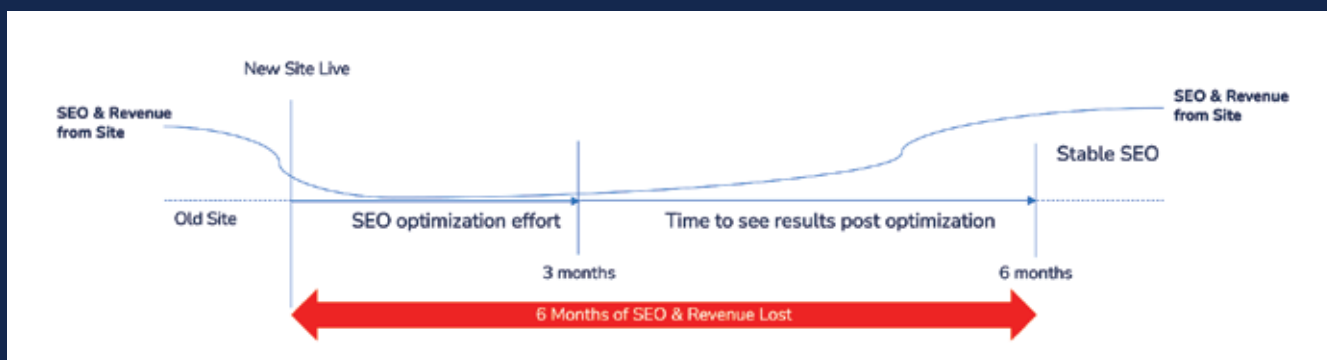 New Site Live
SEO & Revenue
from Site
SEO & Revenue
from Site
Stable SEO
Old Site
SEO optimization effort
Time to see results post optimization
3 months
6 months
6 Months of SEO & Revenue Lost